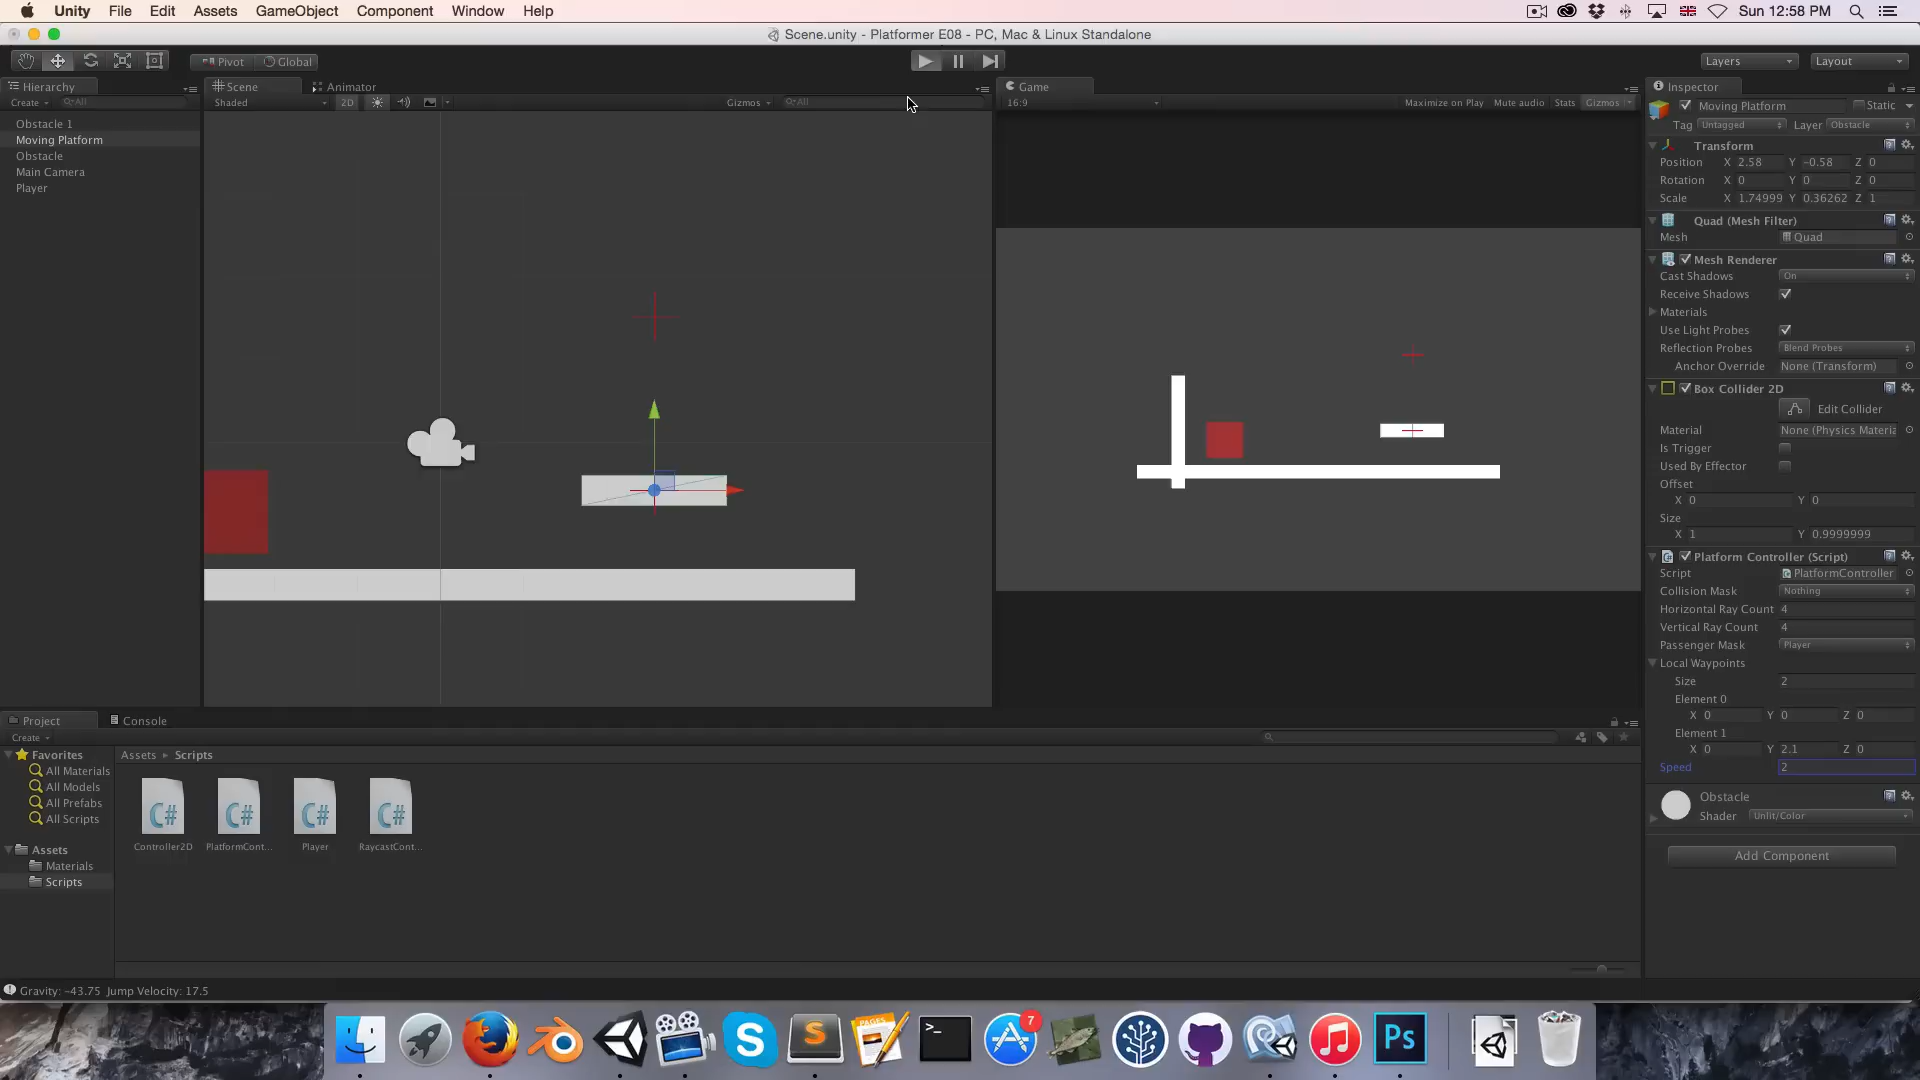 Unity File Edit Assets GameObject Component Window Help Sun 12:58 PM
Scene.unity - Platformer E08 - PC, Mac & Linux Standalone
Pivot Global Layers Layout
Hierarchy
Create All
Obstacle 1
Moving Platform
Obstacle
Main Camera
Player
Scene Animator
Shaded 2D Gizmos All
Game
16:9 Maximize on Play Mute audio Stats Gizmos
Inspector
Moving Platform Static
Tag Untagged Layer Obstacle
Transform
Position X 2.58 Y -0.58 Z 0
Rotation X 0 Y 0 Z 0
Scale X 1.74999 Y 0.36262 Z 1
Quad (Mesh Filter)
Mesh Quad
Mesh Renderer
Cast Shadows On
Receive Shadows
Materials
Use Light Probes
Reflection Probes Blend Probes
Anchor Override None (Transform)
Box Collider 2D
Edit Collider
Material None (Physics Materia
Is Trigger
Used By Effector
Offset
X 0 Y 0
Size
X 1 Y 0.9999999
Platform Controller (Script)
Script PlatformController
Collision Mask Nothing
Horizontal Ray Count 4
Vertical Ray Count 4
Passenger Mask Player
Local Waypoints
Size 2
Element 0
X 0 Y 0 Z 0
Element 1
X 0 Y 2.1 Z 0
Speed 2
Obstacle
Shader Unlit/Color
Add Component
Project Console
Create
Favorites
All Materials
All Models
All Prefabs
All Scripts
Assets
Materials
Scripts
Assets Scripts
C# C# C# C#
Controller2D PlatformCont... Player RaycastCont...
Gravity: -43.75 Jump Velocity: 17.5
S S PAGES >_ 7 Ps